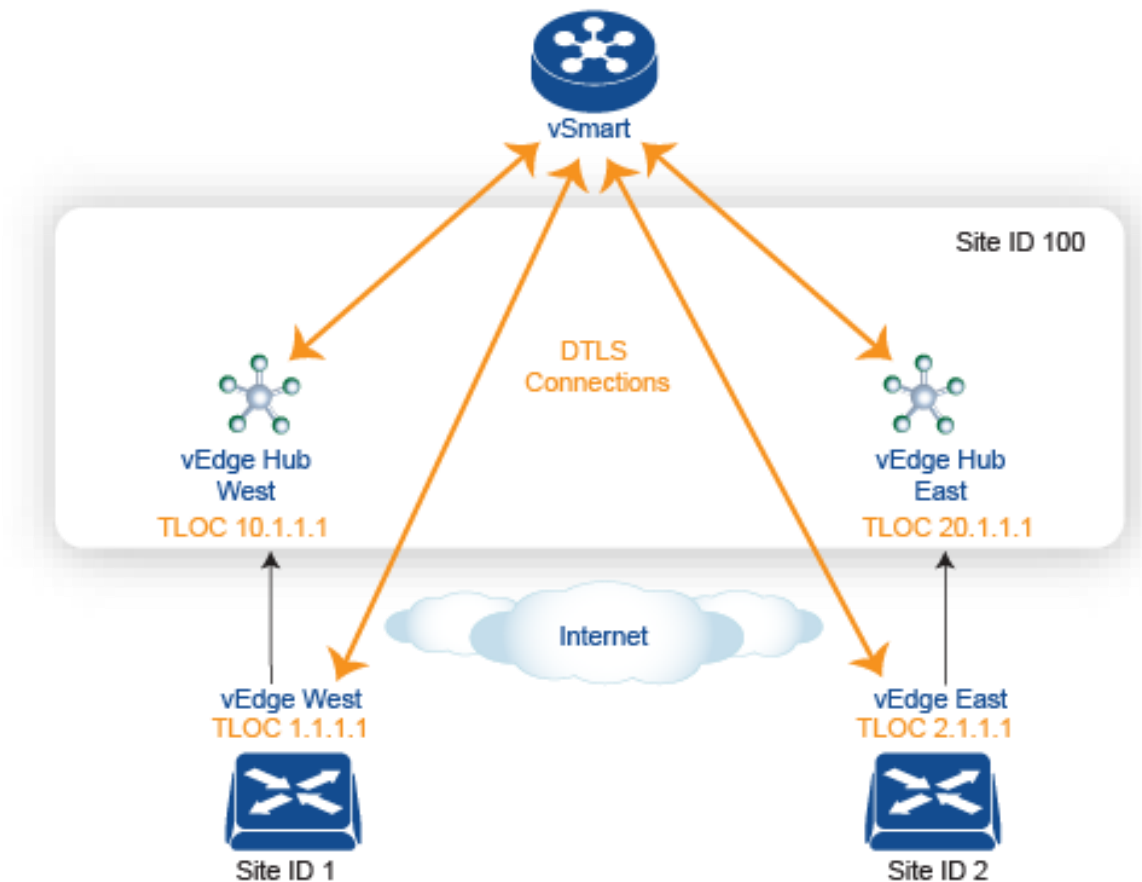 vSmart
Site ID 100
DTLS
Connections
vEdge Hub
West
TLOC 10.1.1.1
vEdge Hub
East
TLOC 20.1.1.1
Internet
vEdge West
TLOC 1.1.1.1
vEdge East
TLOC 2.1.1.1
Site ID 1
Site ID 2